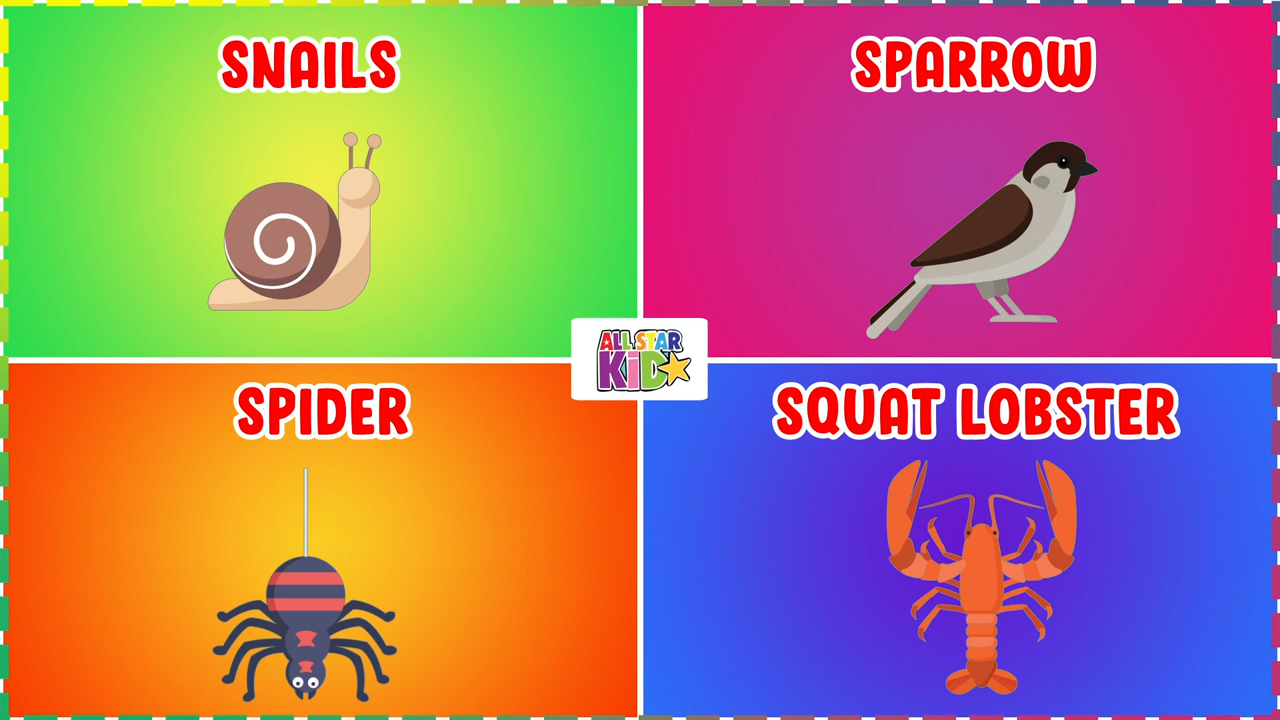 SNAILS
SPARROW
ALL STAR
KiD
SPIDER
SQUAT LOBSTER